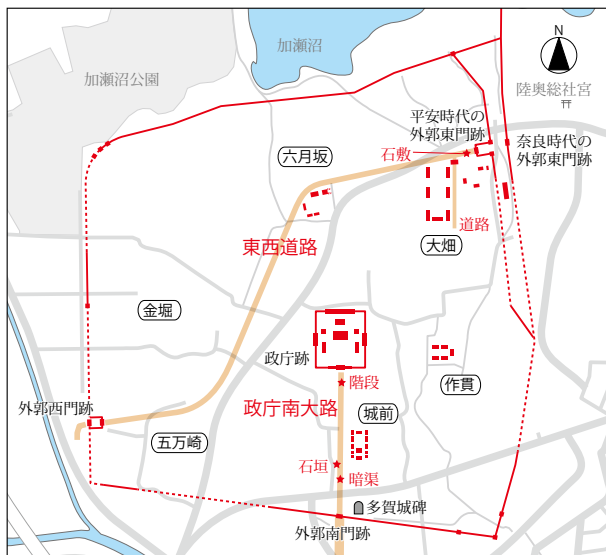 加瀬沼
加瀬沼公園
N
陸奥総社宮
平安時代の
外郭東門跡
奈良時代の
外郭東門跡
石敷
六月坂
道路
大畑
東西道路
金堀
政庁跡
作貫
階段
政庁南大路
城前
外郭西門跡
五万崎
石垣
暗渠
多賀城碑
外郭南門跡